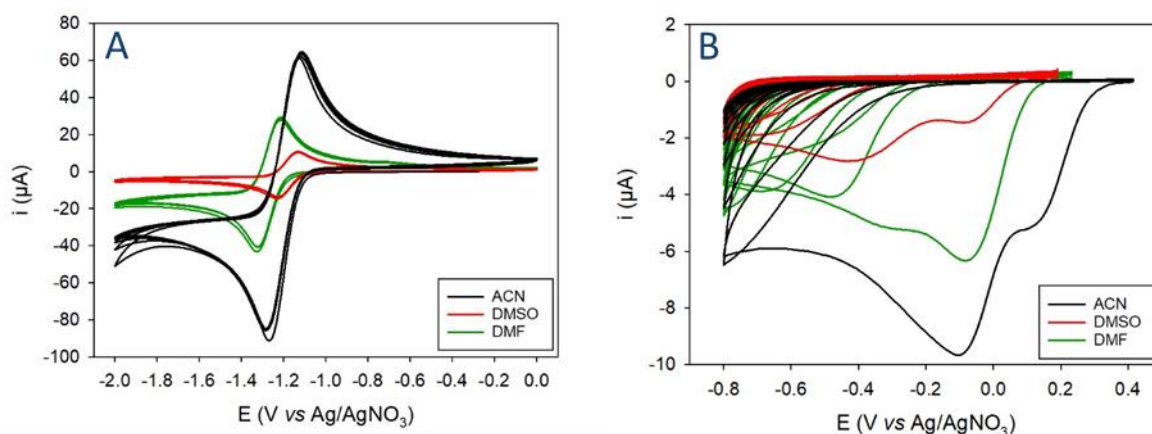 A
80
60
40
20
0
-20
-40
-60
-80
-100
i (µA)
-2.0 -1.8 -1.6 -1.4 -1.2 -1.0 -0.8 -0.6 -0.4 -0.2 0.0
E (V vs Ag/AgNO₃)
ACN
DMSO
DMF
B
2
0
-2
-4
-6
-8
-10
i (µA)
-0.8 -0.6 -0.4 -0.2 0.0 0.2 0.4
E (V vs Ag/AgNO₃)
ACN
DMSO
DMF